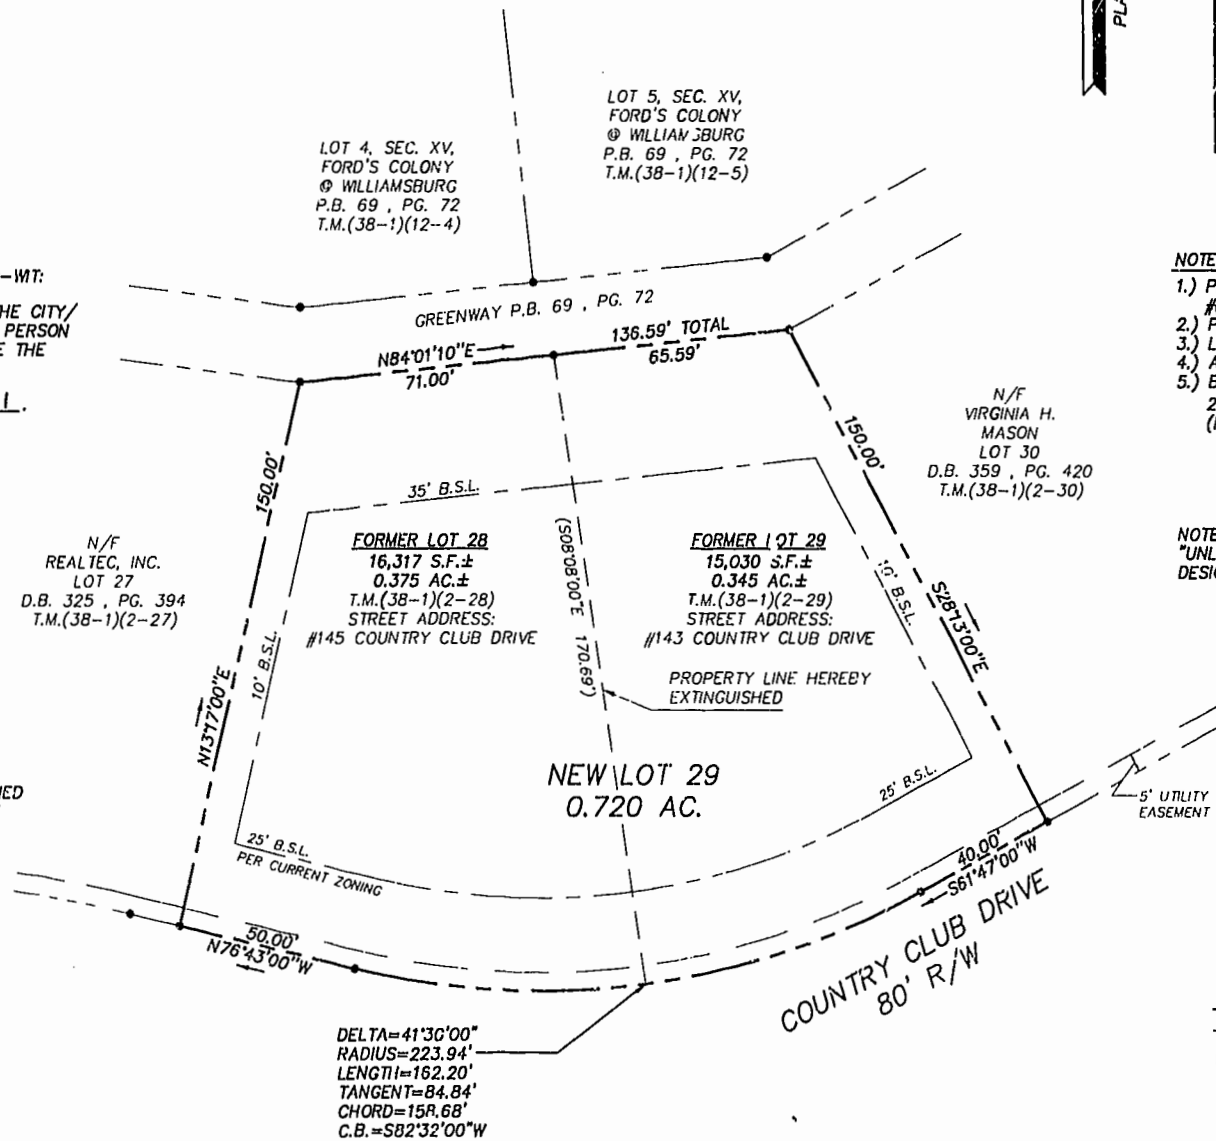 PLA
LOT 5, SEC. XV,
FORD'S COLONY
@ WILLIAMSBURG
P.B. 69 , PG. 72
T.M.(38-1)(12-5)
LOT 4, SEC. XV,
FORD'S COLONY
@ WILLIAMSBURG
P.B. 69 , PG. 72
T.M.(38-1)(12-4)
-WIT:
HE CITY/
PERSON
E THE
1.
GREENWAY P.B. 69 , PG. 72
136.59' TOTAL
65.59'
N84°01'10"E
71.00'
NOTE
1.) P
#
2.) P
3.) L
4.) A
5.) B
2
(
150.00'
150.00'
N/F
VIRGINIA H.
MASON
LOT 30
D.B. 359 , PG. 420
T.M.(38-1)(2-30)
35' B.S.L.
N/F
REALTEC, INC.
LOT 27
D.B. 325 , PG. 394
T.M.(38-1)(2-27)
FORMER LOT 28
16,317 S.F.±
0.375 AC.±
T.M.(38-1)(2-28)
STREET ADDRESS:
#145 COUNTRY CLUB DRIVE
(S08°08'00"E 170.69')
FORMER LOT 29
15,030 S.F.±
0.345 AC.±
T.M.(38-1)(2-29)
STREET ADDRESS:
#143 COUNTRY CLUB DRIVE
NOTE
"UNL
DESIG
10' B.S.L.
S28°13'00"E
10' B.S.L.
N13°17'00"E
PROPERTY LINE HEREBY
EXTINGUISHED
NEW LOT 29
0.720 AC.
25' B.S.L.
NED
5' UTILITY
EASEMENT
25' B.S.L.
PER CURRENT ZONING
40.00'
S61°47'00"W
50.00'
N76°43'00"W
COUNTRY CLUB DRIVE
80' R/W
DELTA=41°30'00"
RADIUS=223.94'
LENGTH=162.20'
TANGENT=84.84'
CHORD=158.68'
C.B.=S82°32'00"W